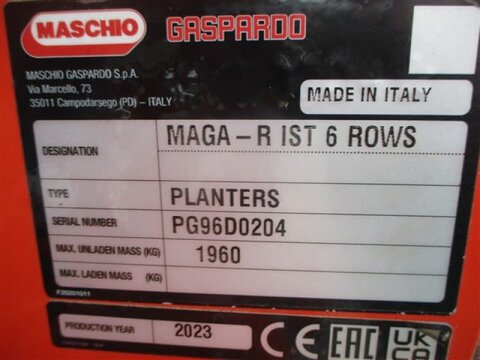 MASCHIO GASPARDO
MASCHIO GASPARDO S.p.A.
Via Marcello, 73
35011 Campodarsego (PD) – ITALY
MADE IN ITALY
DESIGNATION MAGA – R IST 6 ROWS
TYPE PLANTERS
SERIAL NUMBER PG96D0204
MAX. UNLADEN MASS (KG) 1960
MAX. LADEN MASS (KG)
F20201011
PRODUCTION YEAR 2023 CE EAC UK